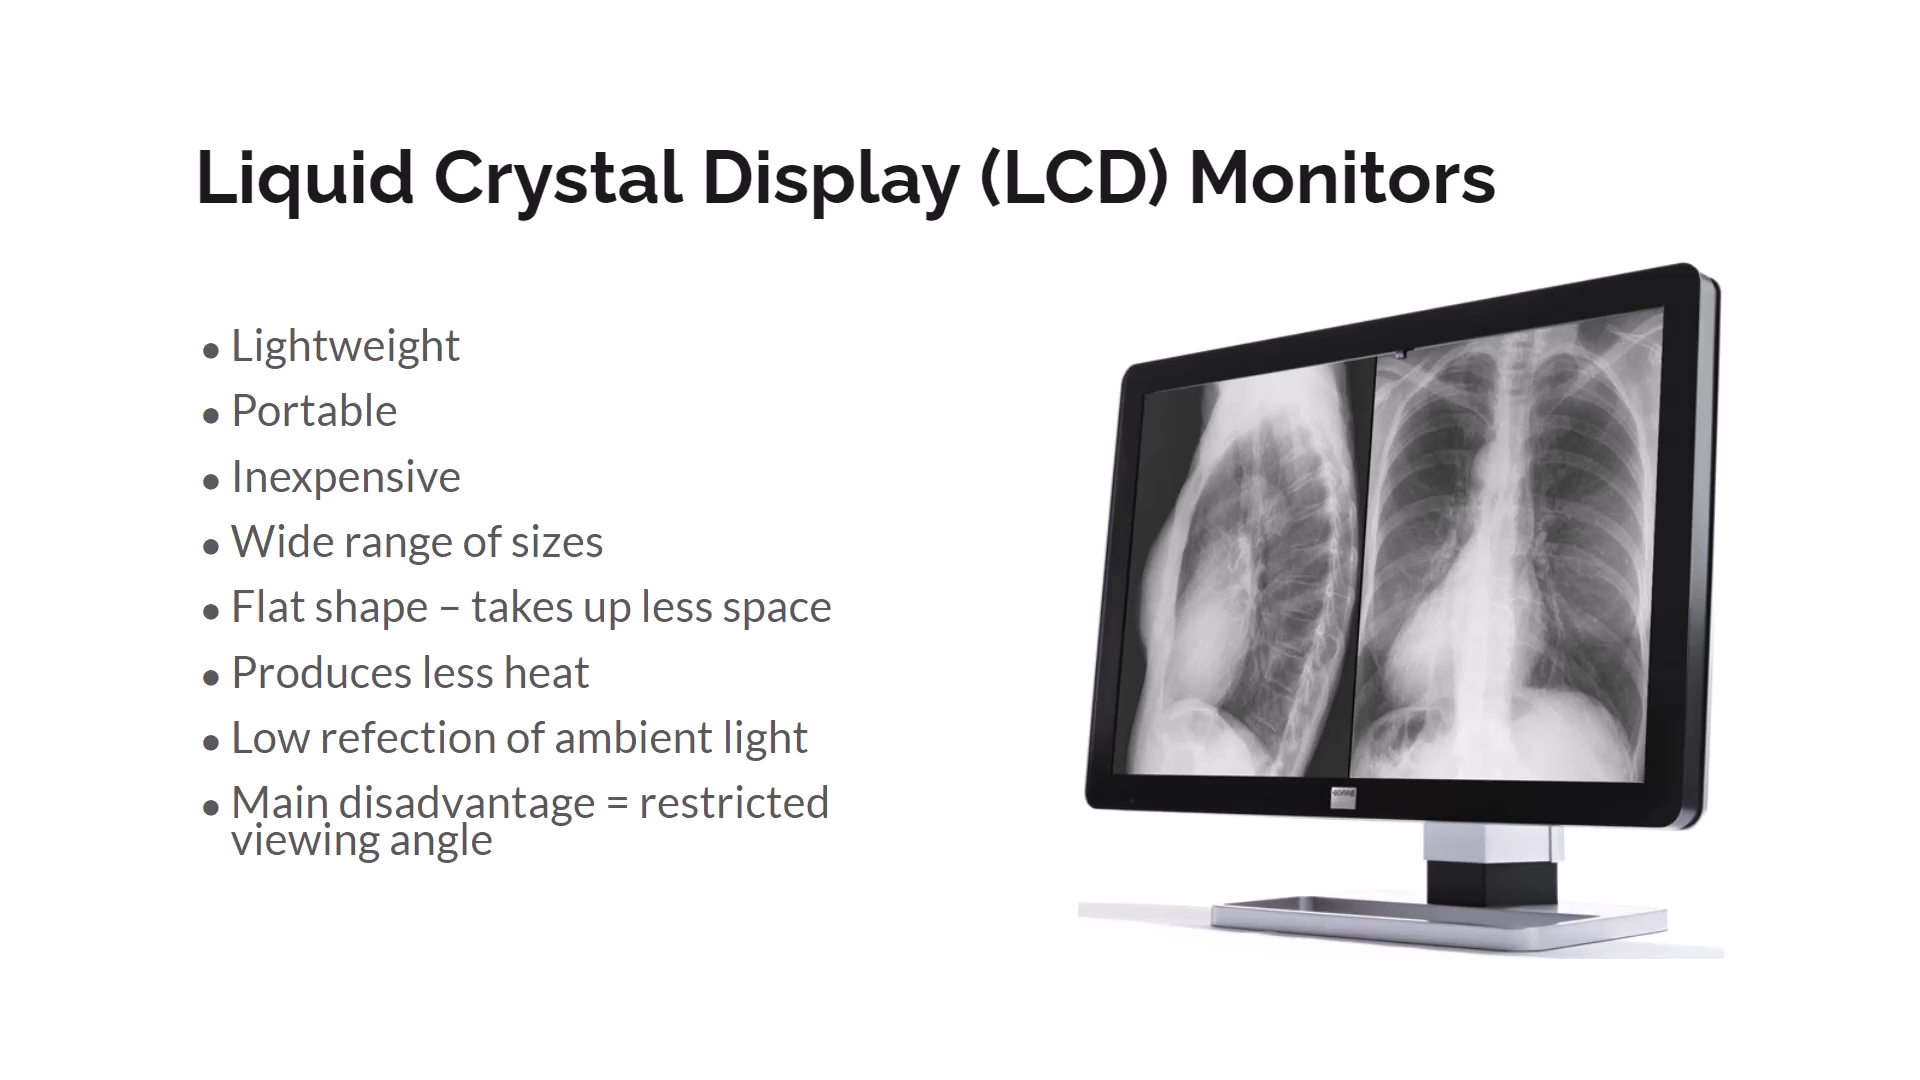 Liquid Crystal Display (LCD) Monitors
• Lightweight
• Portable
• Inexpensive
• Wide range of sizes
• Flat shape – takes up less space
• Produces less heat
• Low refection of ambient light
• Main disadvantage = restricted
viewing angle